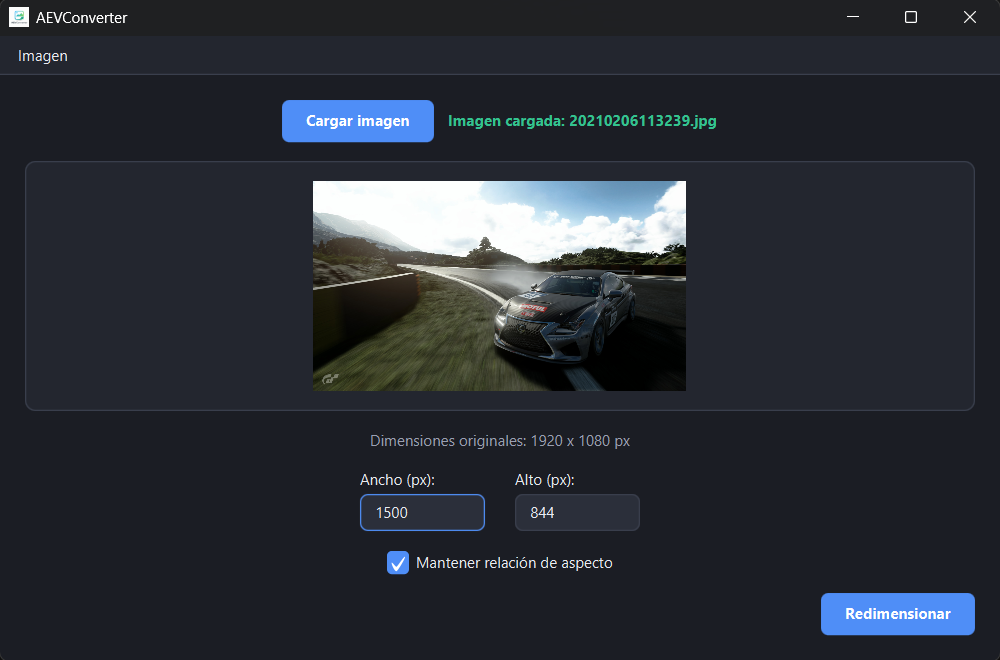 AEVConverter
Imagen
Cargar imagen
Imagen cargada: 20210206113239.jpg
MOTUL
Dimensiones originales: 1920 x 1080 px
Ancho (px):
Alto (px):
1500
844
Mantener relación de aspecto
Redimensionar